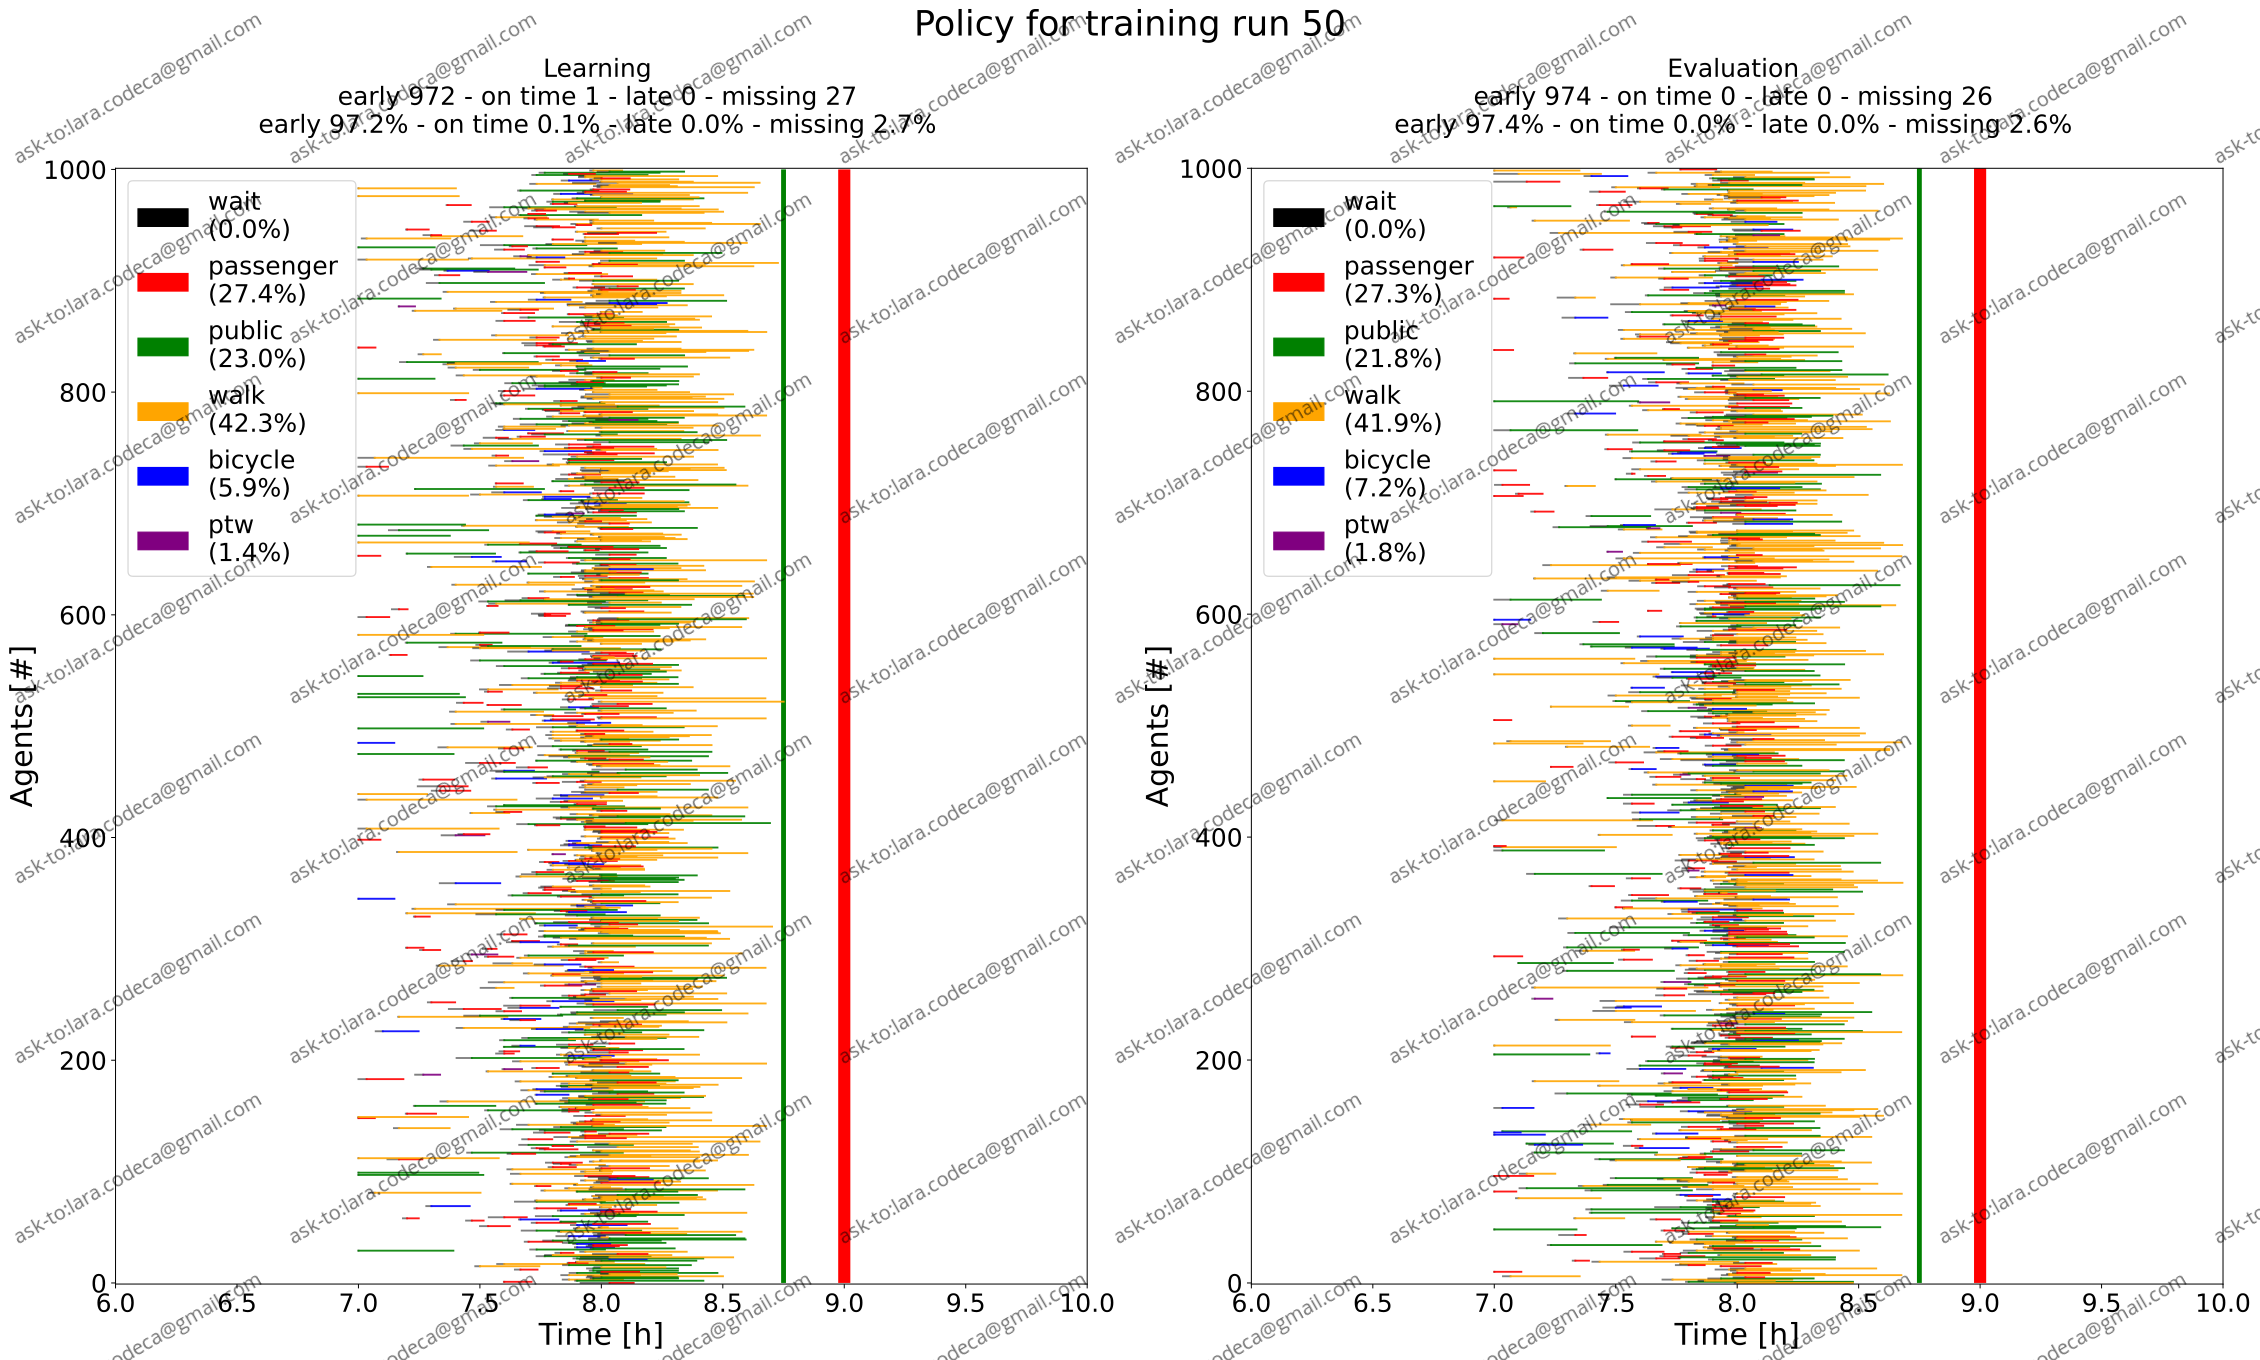 Policy for training run 50
Learning
early 972 - on time 1 - late 0 - missing 27
early 97.2% - on time 0.1% - late 0.0% - missing 2.7%
1000
800
600
400
200
0
Agents [#]
wait
(0.0%)
passenger
(27.4%)
public
(23.0%)
walk
(42.3%)
bicycle
(5.9%)
ptw
(1.4%)
6.0 6.5 7.0 7.5 8.0 8.5 9.0 9.5 10.0
Time [h]
Evaluation
early 974 - on time 0 - late 0 - missing 26
early 97.4% - on time 0.0% - late 0.0% - missing 2.6%
1000
800
600
400
200
0
Agents [#]
wait
(0.0%)
passenger
(27.3%)
public
(21.8%)
walk
(41.9%)
bicycle
(7.2%)
ptw
(1.8%)
6.0 6.5 7.0 7.5 8.0 8.5 9.0 9.5 10.0
Time [h]
ask-to:lara.codeca@gmail.com